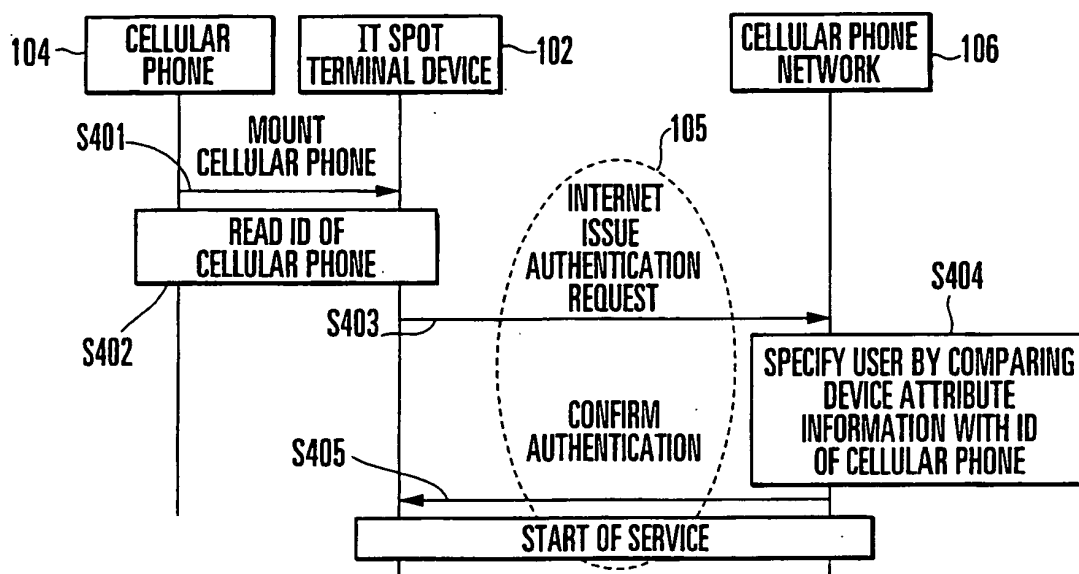 104
CELLULAR
PHONE
IT SPOT
TERMINAL DEVICE
102
CELLULAR PHONE
NETWORK
106
S401
MOUNT
CELLULAR PHONE
105
READ ID OF
CELLULAR PHONE
S402
INTERNET
ISSUE
AUTHENTICATION
REQUEST
S403
S404
SPECIFY USER BY COMPARING
DEVICE ATTRIBUTE
INFORMATION WITH ID
OF CELLULAR PHONE
CONFIRM
AUTHENTICATION
S405
START OF SERVICE